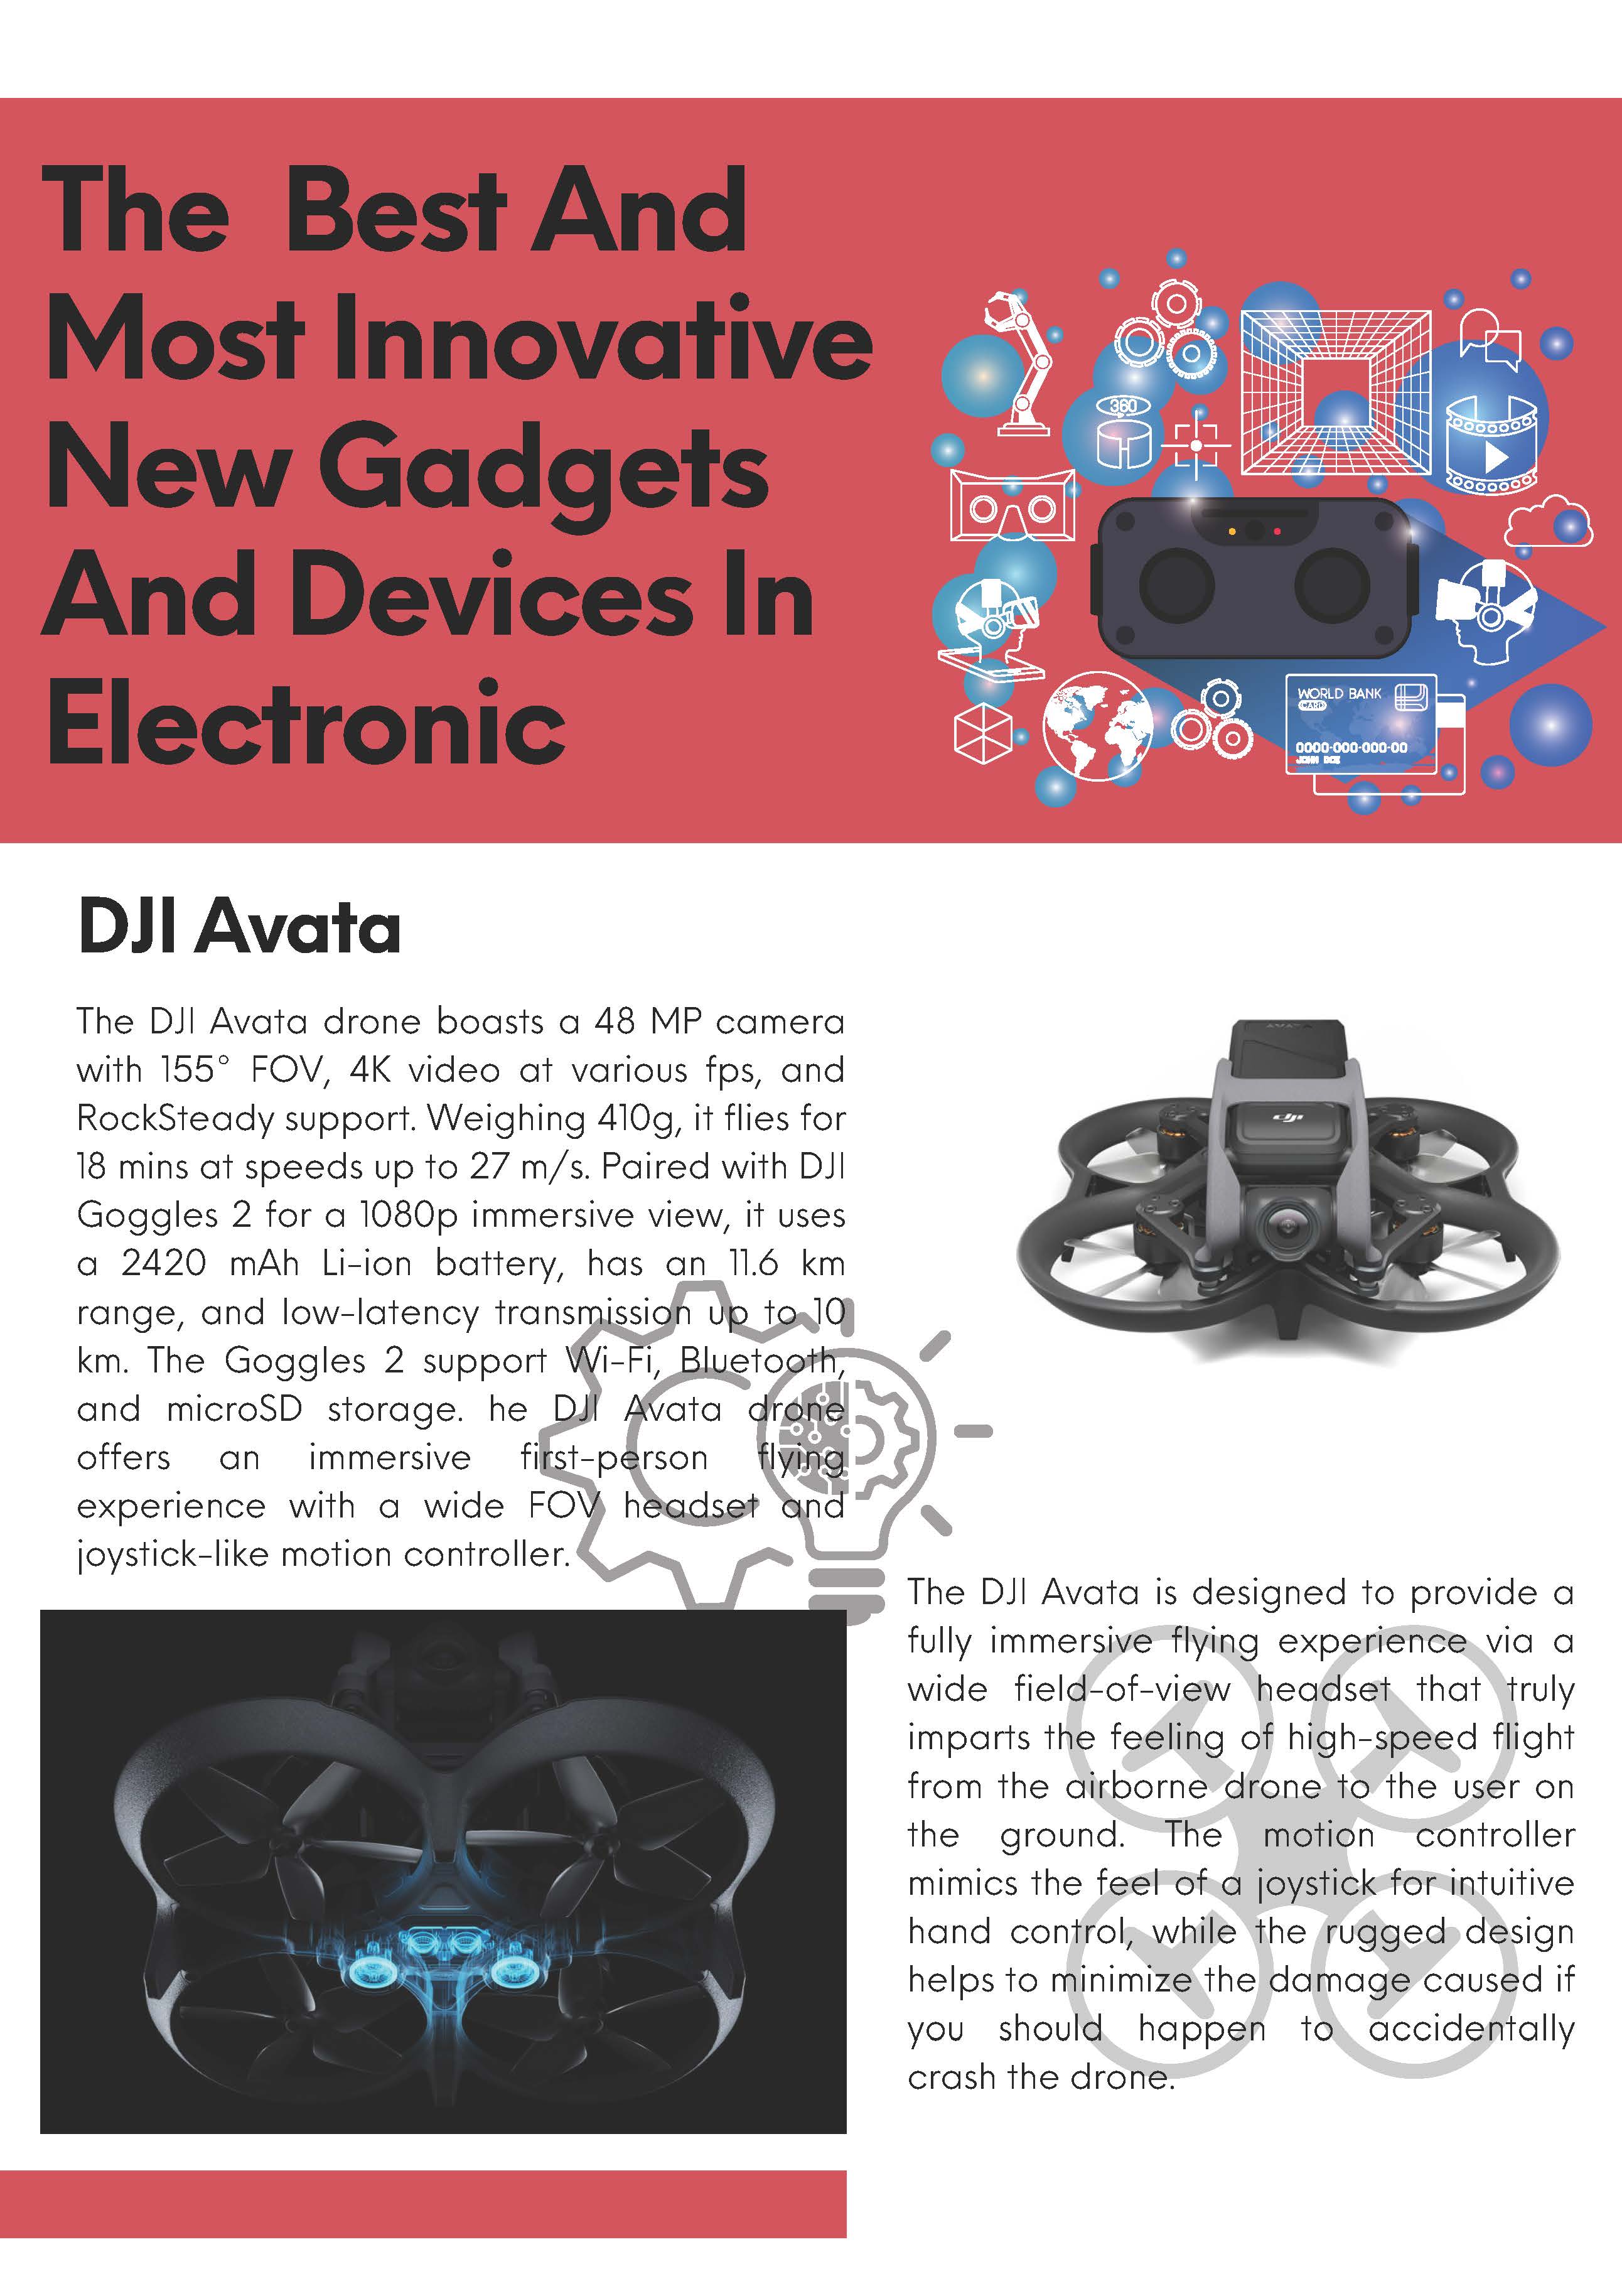 The Best And
Most Innovative
New Gadgets
And Devices In
Electronic
360
WORLD BANK
CARD
0000-000-000-00
JOHN DOE
DJI Avata
The DJI Avata drone boasts a 48 MP camera
with 155° FOV, 4K video at various fps, and
RockSteady support. Weighing 410g, it flies for
18 mins at speeds up to 27 m/s. Paired with DJI
Goggles 2 for a 1080p immersive view, it uses
a 2420 mAh Li-ion battery, has an 11.6 km
range, and low-latency transmission up to 10
km. The Goggles 2 support Wi-Fi, Bluetooth,
and microSD storage. he DJI Avata drone
offers an immersive first-person flying
experience with a wide FOV headset and
joystick-like motion controller.
AVATA
dji
The DJI Avata is designed to provide a
fully immersive flying experience via a
wide field-of-view headset that truly
imparts the feeling of high-speed flight
from the airborne drone to the user on
the ground. The motion controller
mimics the feel of a joystick for intuitive
hand control, while the rugged design
helps to minimize the damage caused if
you should happen to accidentally
crash the drone.